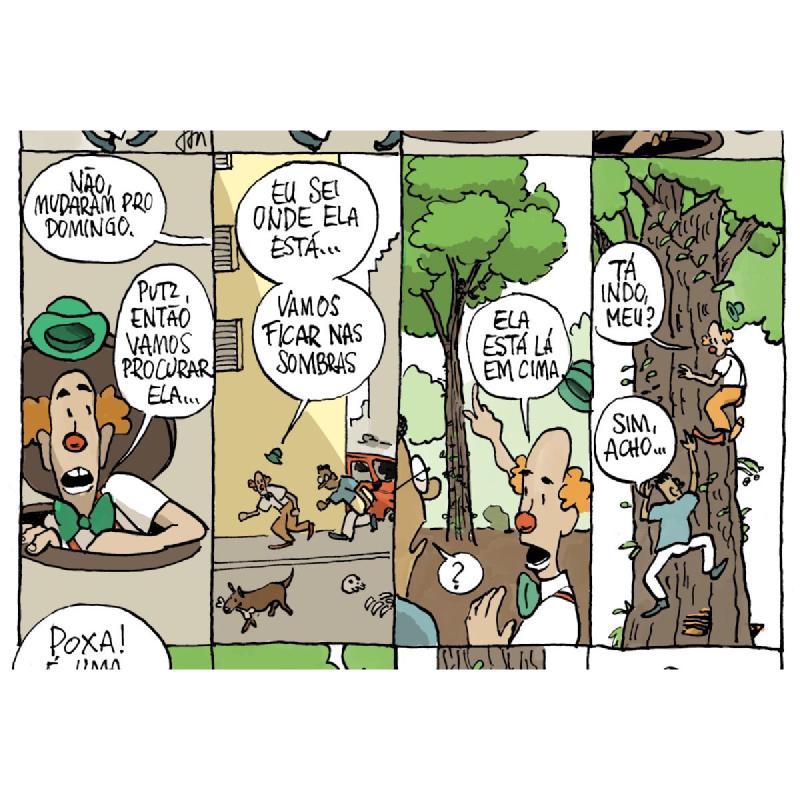 NÃO,
MUDARAM PRO
DOMINGO.
PUTZ,
ENTÃO
VAMOS
PROCURAR
ELA...
EU SEI
ONDE ELA
ESTÁ...
VAMOS
FICAR NAS
SOMBRAS
ELA
ESTÁ LÁ
EM CIMA
?
TÁ
INDO,
MEU?
SIM,
ACHO...
POXA!
É UMA